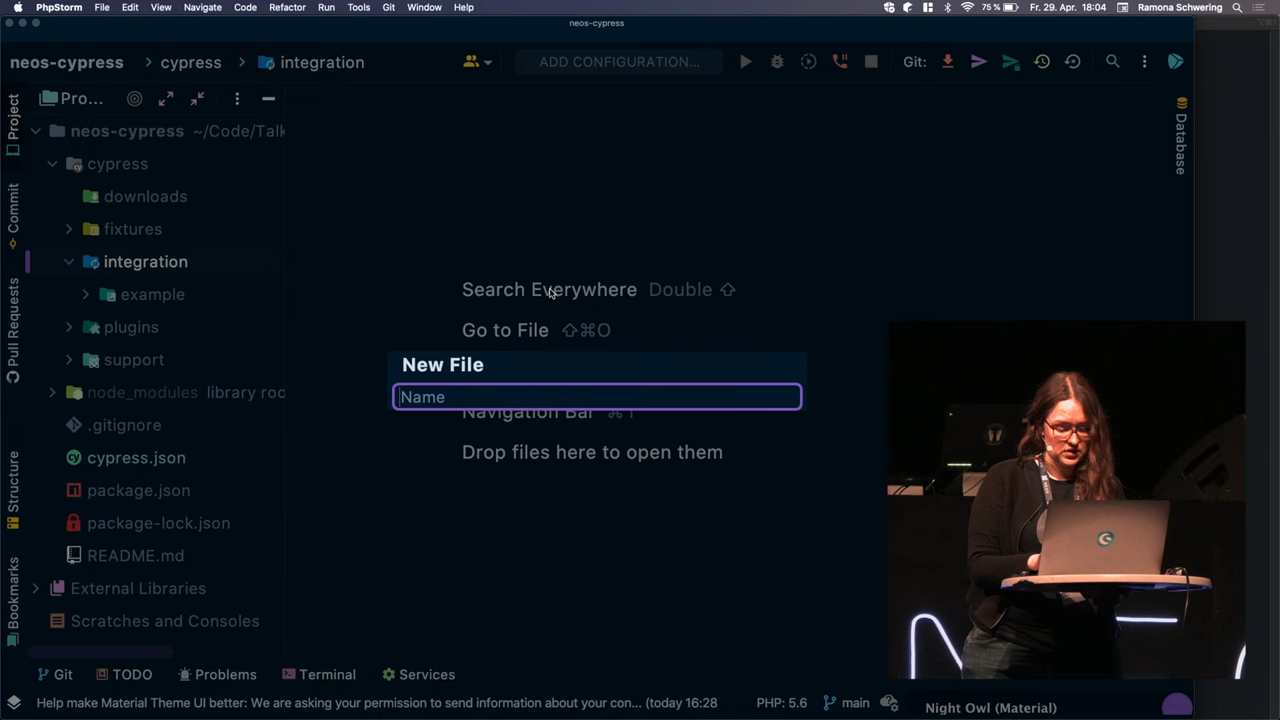 PhpStorm File Edit View Navigate Code Refactor Run Tools Git Window Help 75 % Fr. 29. Apr. 18:04 Ramona Schwering
neos-cypress
neos-cypress cypress integration ADD CONFIGURATION... Git:
Pro...
Project
neos-cypress ~/Code/Talk
cypress
downloads
Commit
fixtures
integration
example
Pull Requests
plugins
support
node_modules library roo
.gitignore
cypress.json
Structure
package.json
package-lock.json
README.md
Bookmarks
External Libraries
Scratches and Consoles
Search Everywhere Double ⇧
Go to File ⇧⌘O
New File
Name
Navigation Bar
Drop files here to open them
Database
Git TODO Problems Terminal Services
Help make Material Theme UI better: We are asking your permission to send information about your con... (today 16:28 PHP: 5.6 main Night Owl (Material)